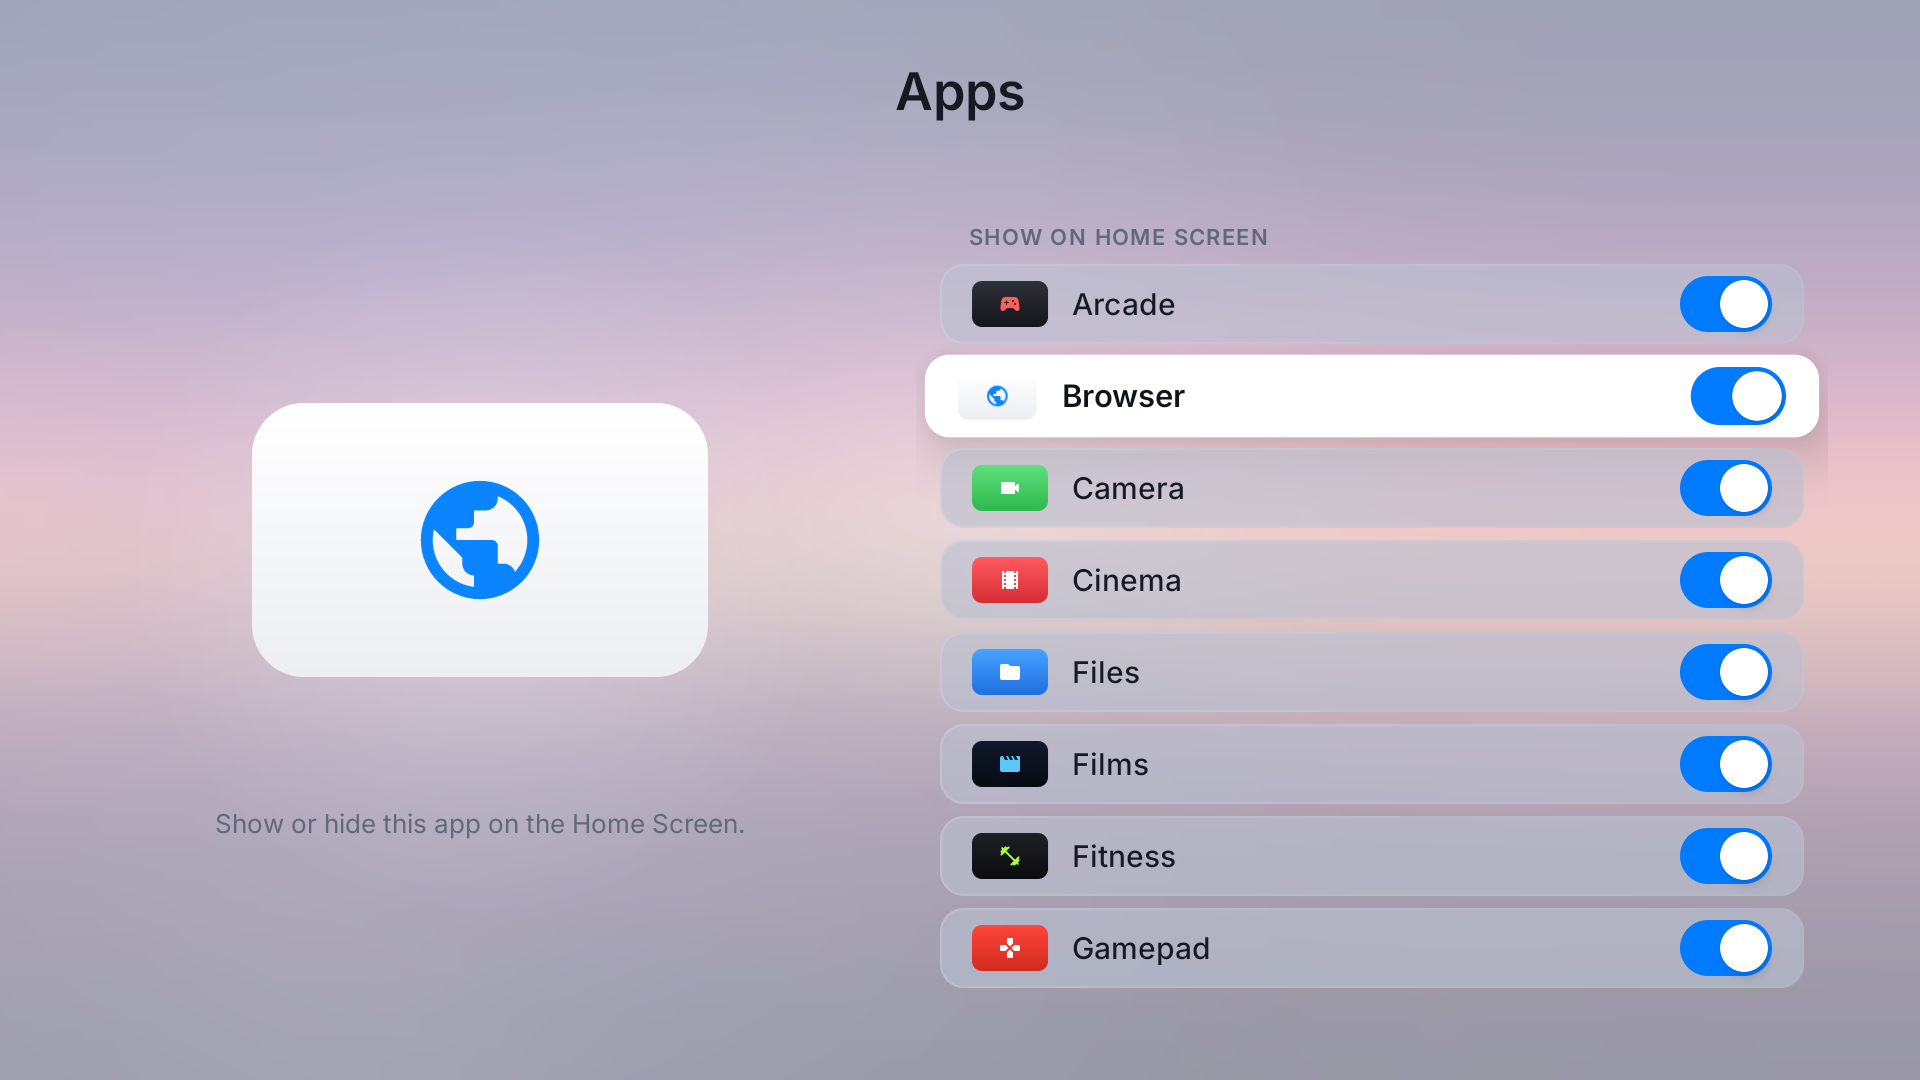 Apps
SHOW ON HOME SCREEN
Arcade
Browser
Camera
Cinema
Files
Films
Fitness
Gamepad
Show or hide this app on the Home Screen.